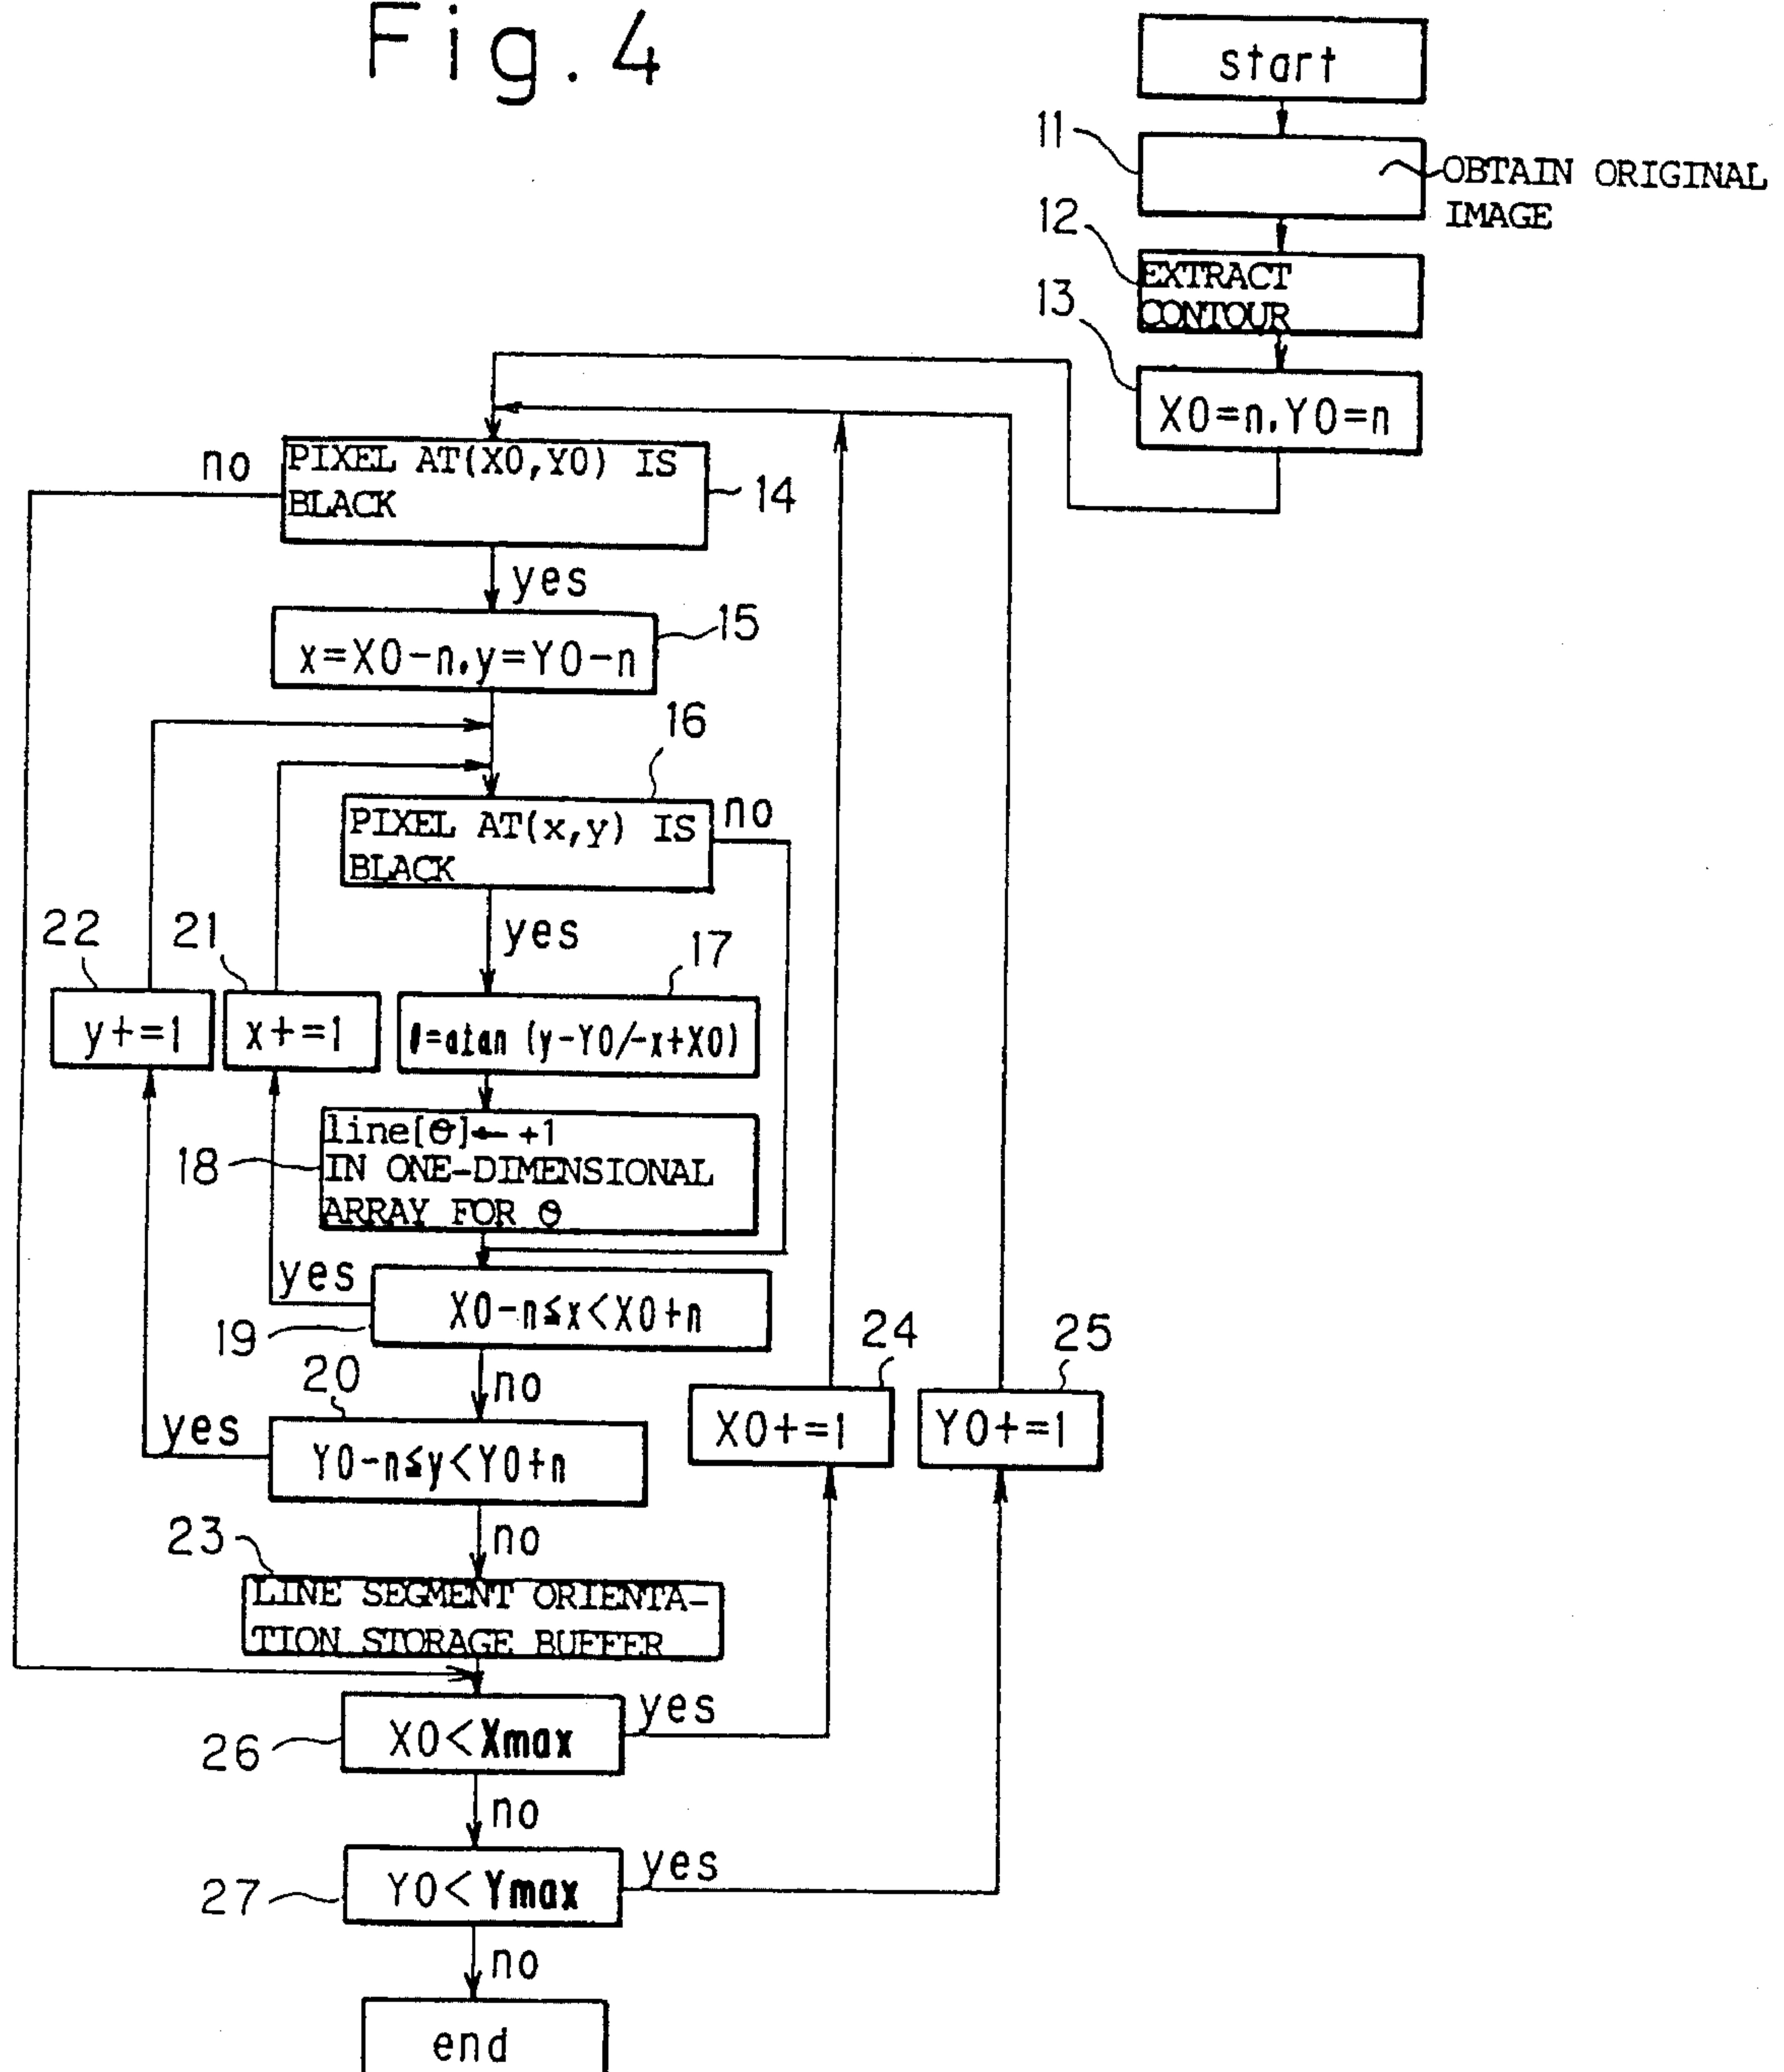 Fig. 4
start
11
OBTAIN ORIGINAL
IMAGE
12
EXTRACT
CONTOUR
13
X0=n.Y0=n
no
PIXEL AT(X0,Y0) IS
BLACK
14
yes
15
x=X0-n.y=Y0-n
16
PIXEL AT(x,y) IS
BLACK
no
yes
22
21
17
y+=1
x+=1
=atan (y-Y0/-x+X0)
18
line[θ]← +1
IN ONE-DIMENSIONAL
ARRAY FOR θ
yes
19
X0-n≦x<X0+n
24
25
no
20
X0+=1
Y0+=1
yes
Y0-n≦y<Y0+n
no
23
LINE SEGMENT ORIENTA-
TION STORAGE BUFFER
26
X0<Xmax
yes
no
27
Y0<Ymax
yes
no
end